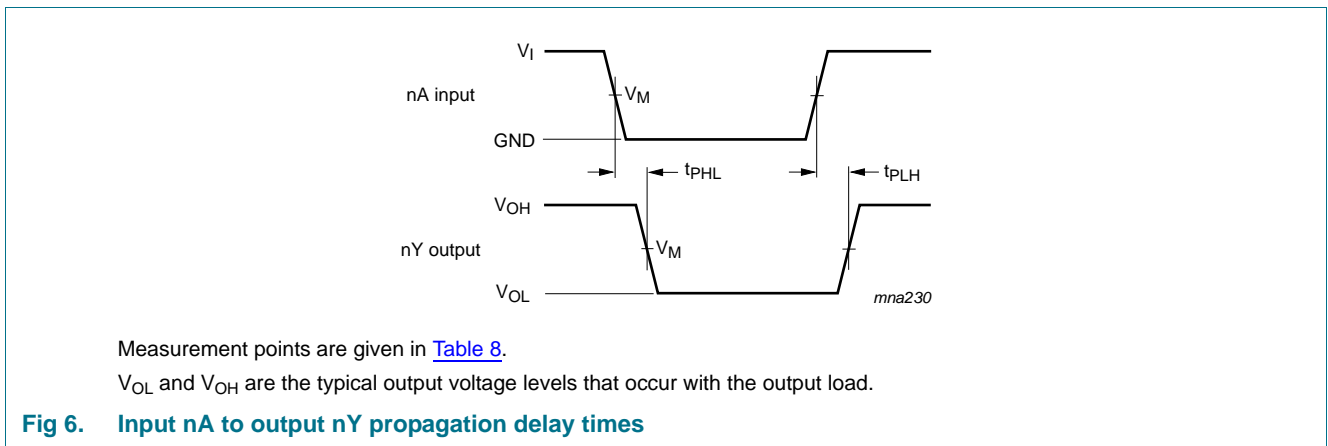 VI
nA input
VM
GND
tPHL
tPLH
VOH
nY output
VM
VOL
mna230
Measurement points are given in Table 8.
VOL and VOH are the typical output voltage levels that occur with the output load.
Fig 6. Input nA to output nY propagation delay times